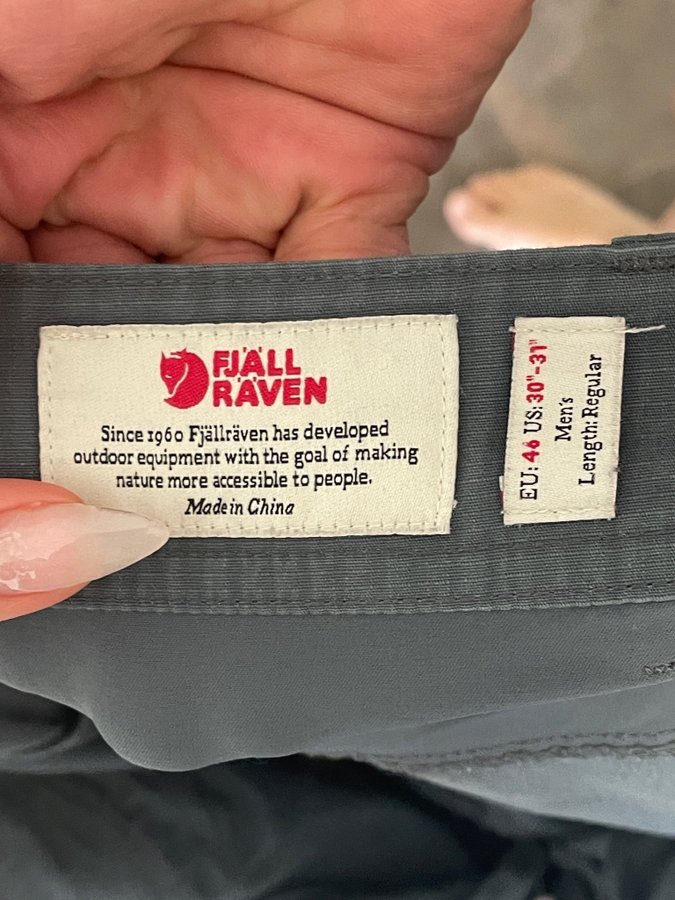 FJÄLL
RÄVEN
Since 1960 Fjällräven has developed
outdoor equipment with the goal of making
nature more accessible to people.
Made in China
EU: 46 US: 30"-31"
Men's
Length: Regular